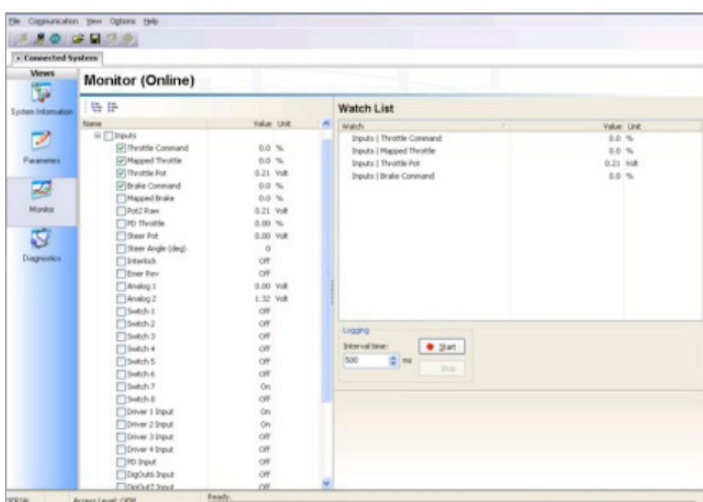 File Communication View Options Help
Connected System
Views
System Information
Parameters
Monitor
Diagnostics
Monitor (Online)
Name Value Unit
Inputs
Throttle Command 0.0 %
Mapped Throttle 0.0 %
Throttle Pot 0.21 Volt
Brake Command 0.0 %
Mapped Brake 0.0 %
Pot2 Raw 0.21 Volt
PD Throttle 0.00 %
Steer Pot 0.00 Volt
Steer Angle (deg) 0
Interlock Off
Emer Rev Off
Analog 1 0.00 Volt
Analog 2 1.32 Volt
Switch 1 Off
Switch 2 Off
Switch 3 Off
Switch 4 Off
Switch 5 Off
Switch 6 Off
Switch 7 On
Switch 8 Off
Driver 1 Input On
Driver 2 Input On
Driver 3 Input Off
Driver 4 Input Off
PD Input Off
DigOut6 Input Off
DigOut7 Input Off
Watch List
Watch Value Unit
Inputs | Throttle Command 0.0 %
Inputs | Mapped Throttle 0.0 %
Inputs | Throttle Pot 0.21 Volt
Inputs | Brake Command 0.0 %
Logging
Interval time:
500 ms
Start
Stop
Access Level: OEM
Ready.